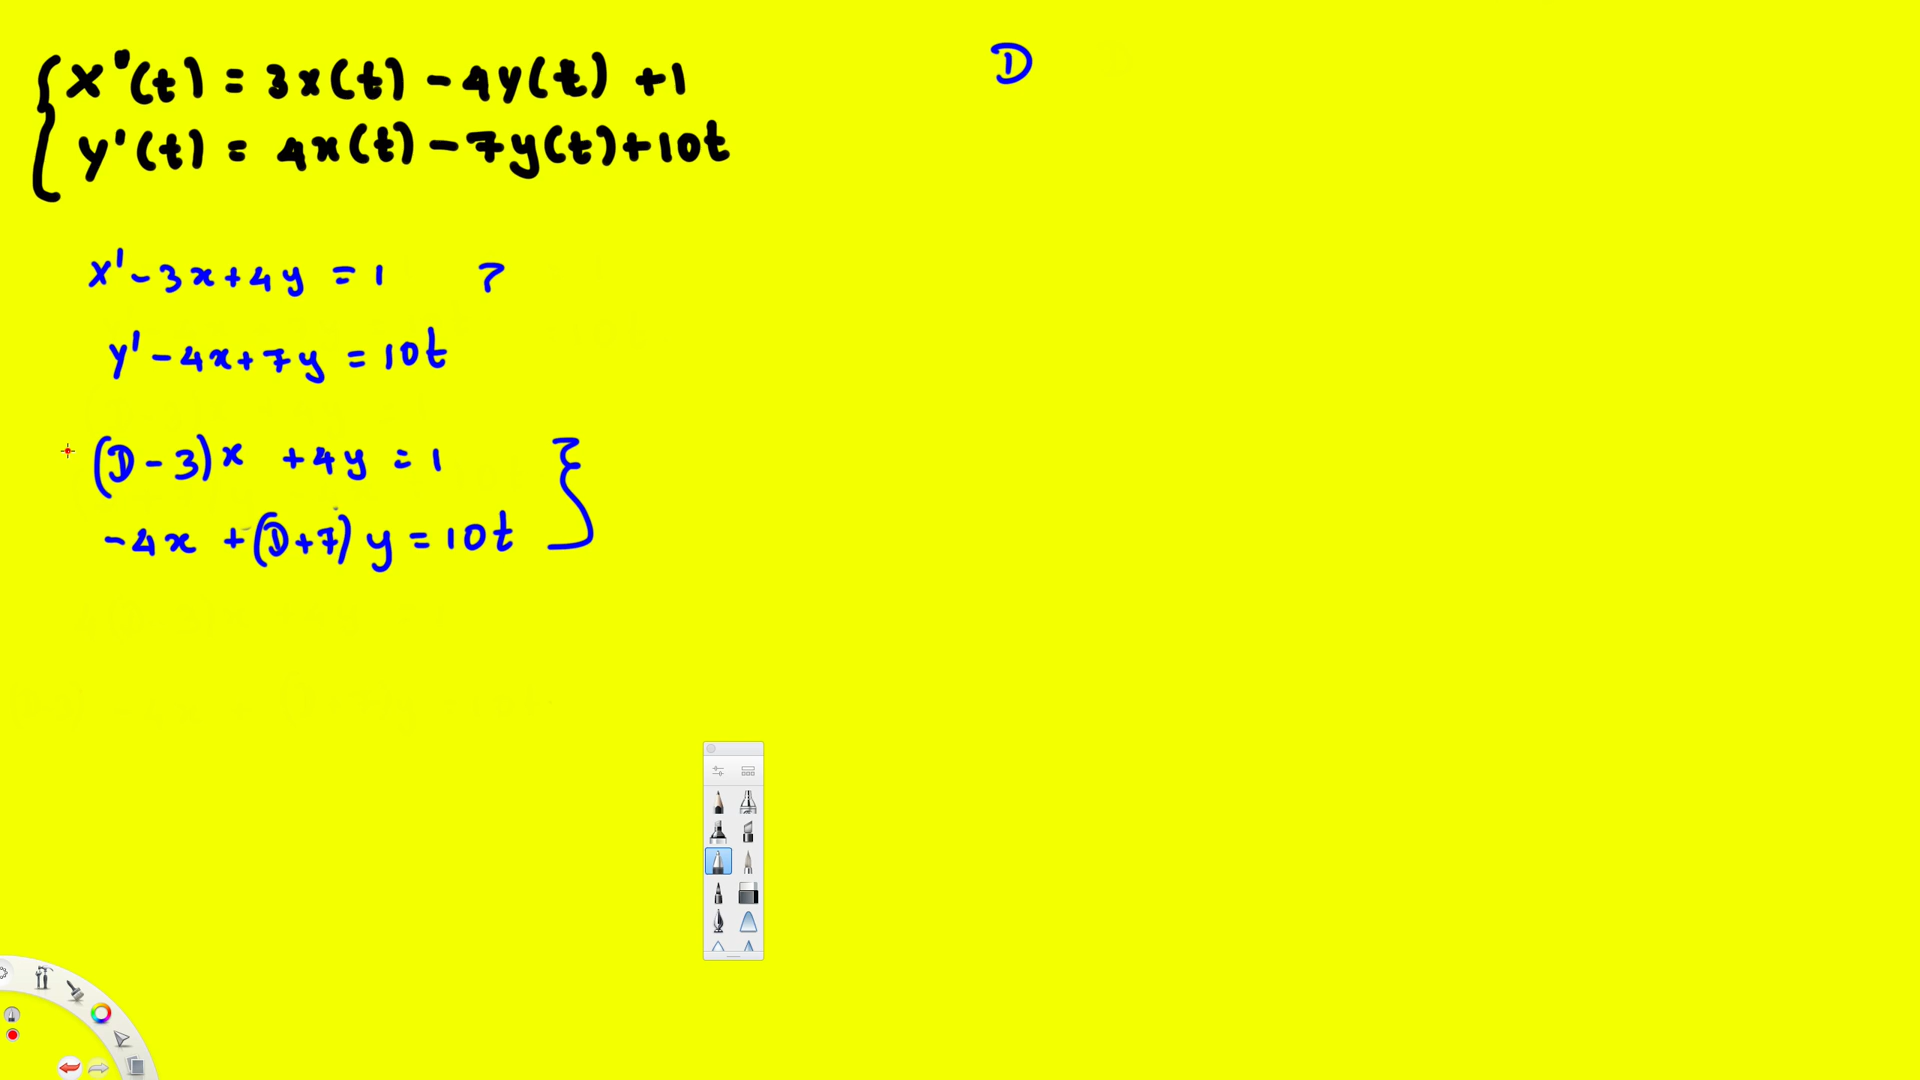 x'(t) = 3x(t) - 4y(t) + 1
y'(t) = 4x(t) - 7y(t) + 10t
D
x' - 3x + 4y = 1
y' - 4x + 7y = 10t
(D - 3)x + 4y = 1
-4x + (D + 7)y = 10t